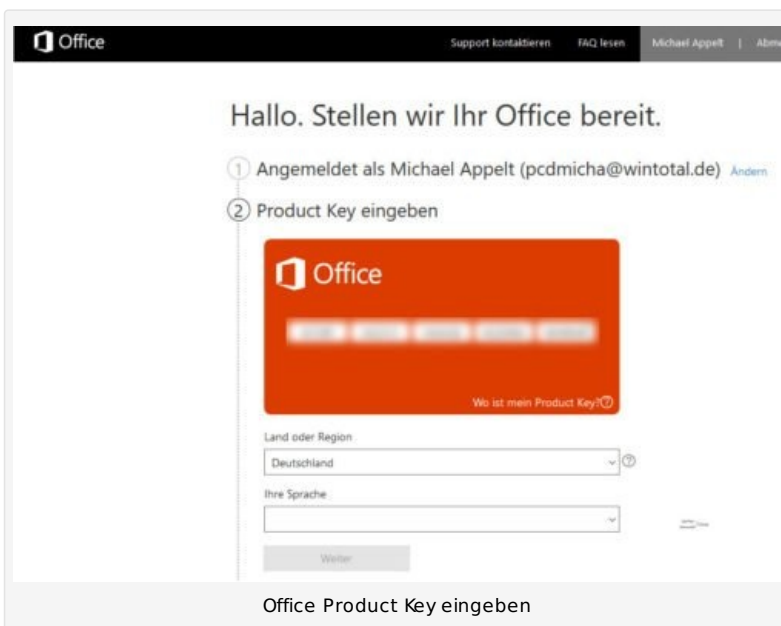 Office
Support kontaktieren FAQ lesen Michael Appelt |
Hallo. Stellen wir Ihr Office bereit.
1 Angemeldet als Michael Appelt (pcdmicha@wintotal.de) Ändern
2 Product Key eingeben
Office
Wo ist mein Product Key??
Land oder Region
Deutschland ?
Ihre Sprache
Weiter
Office Product Key eingeben